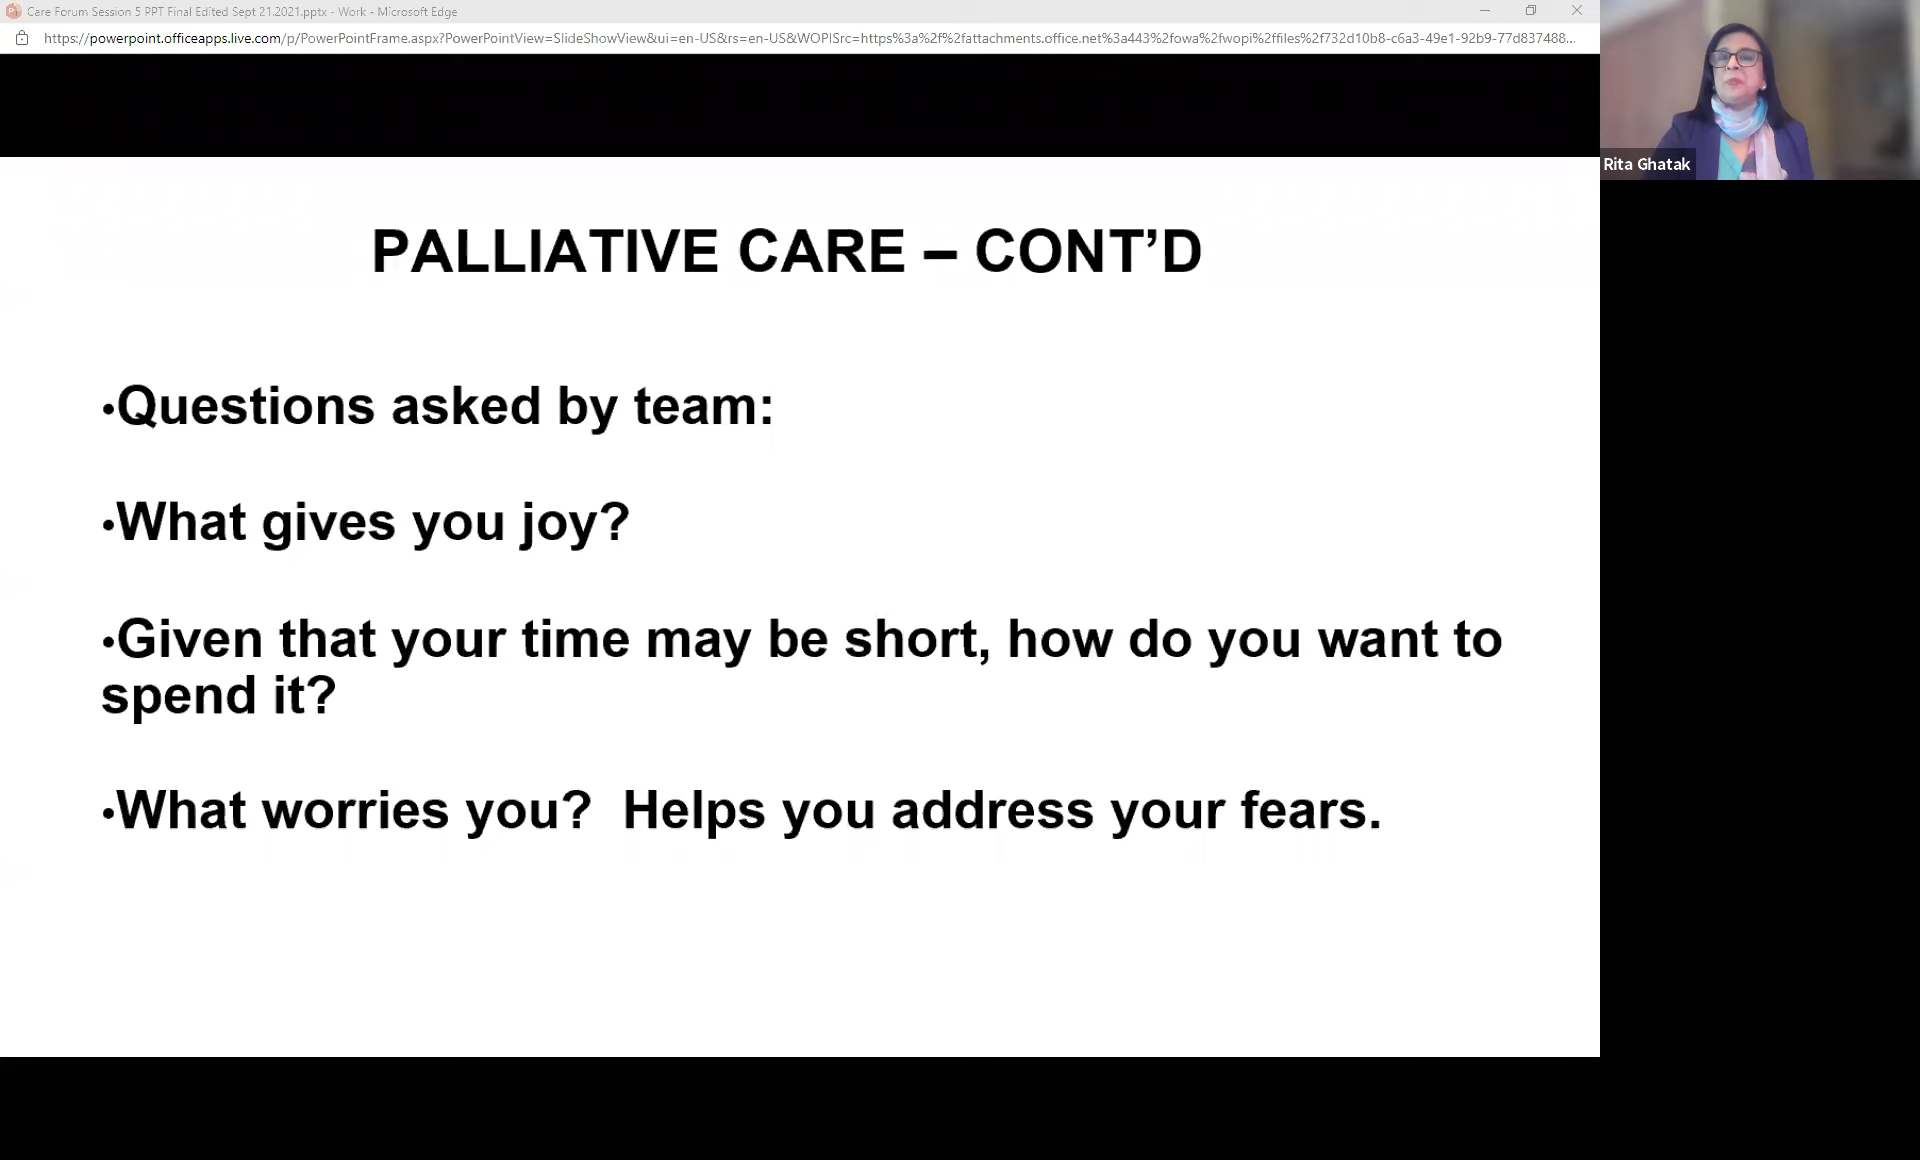 Care Forum Session 5 PPT Final Edited Sept 21.2021.pptx - Work - Microsoft Edge
https://powerpoint.officeapps.live.com/p/PowerPointFrame.aspx?PowerPointView=SlideShowView&ui=en-US&rs=en-US&WOPISrc=https%3a%2f%2fattachments.office.net%3a443%2fowa%2fwopi%2ffiles%2f732d10b8-c6a3-49e1-92b9-77d837488...
Rita Ghatak
PALLIATIVE CARE – CONT’D
•Questions asked by team:
•What gives you joy?
•Given that your time may be short, how do you want to
spend it?
•What worries you?  Helps you address your fears.